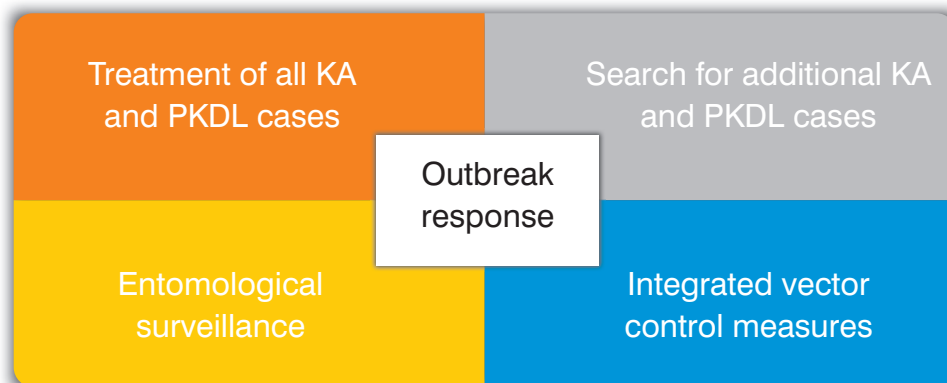 Treatment of all KA
and PKDL cases
Search for additional KA
and PKDL cases
Outbreak
response
Entomological
surveillance
Integrated vector
control measures